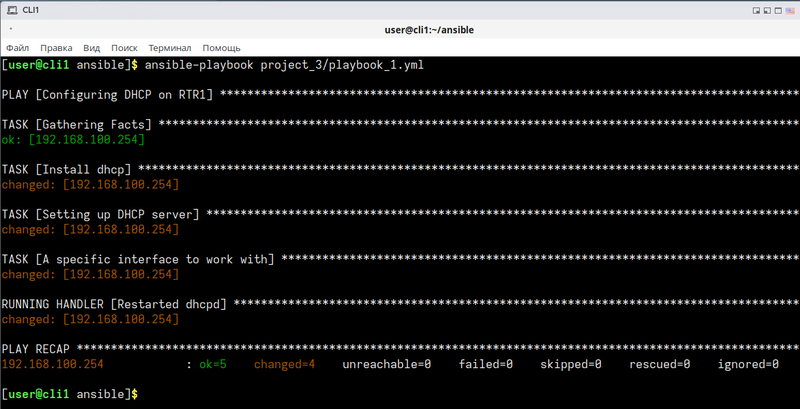 CLI1
user@cli1:~/ansible
Файл Правка Вид Поиск Терминал Помощь
[user@cli1 ansible]$ ansible-playbook project_3/playbook_1.yml
PLAY [Configuring DHCP on RTR1] *************************************************************************************
TASK [Gathering Facts] **********************************************************************************************
ok: [192.168.100.254]
TASK [Install dhcp] *************************************************************************************************
changed: [192.168.100.254]
TASK [Setting up DHCP server] ***************************************************************************************
changed: [192.168.100.254]
TASK [A specific interface to work with] ****************************************************************************
changed: [192.168.100.254]
RUNNING HANDLER [Restarted dhcpd] ***********************************************************************************
changed: [192.168.100.254]
PLAY RECAP **********************************************************************************************************
192.168.100.254 : ok=5 changed=4 unreachable=0 failed=0 skipped=0 rescued=0 ignored=0
[user@cli1 ansible]$